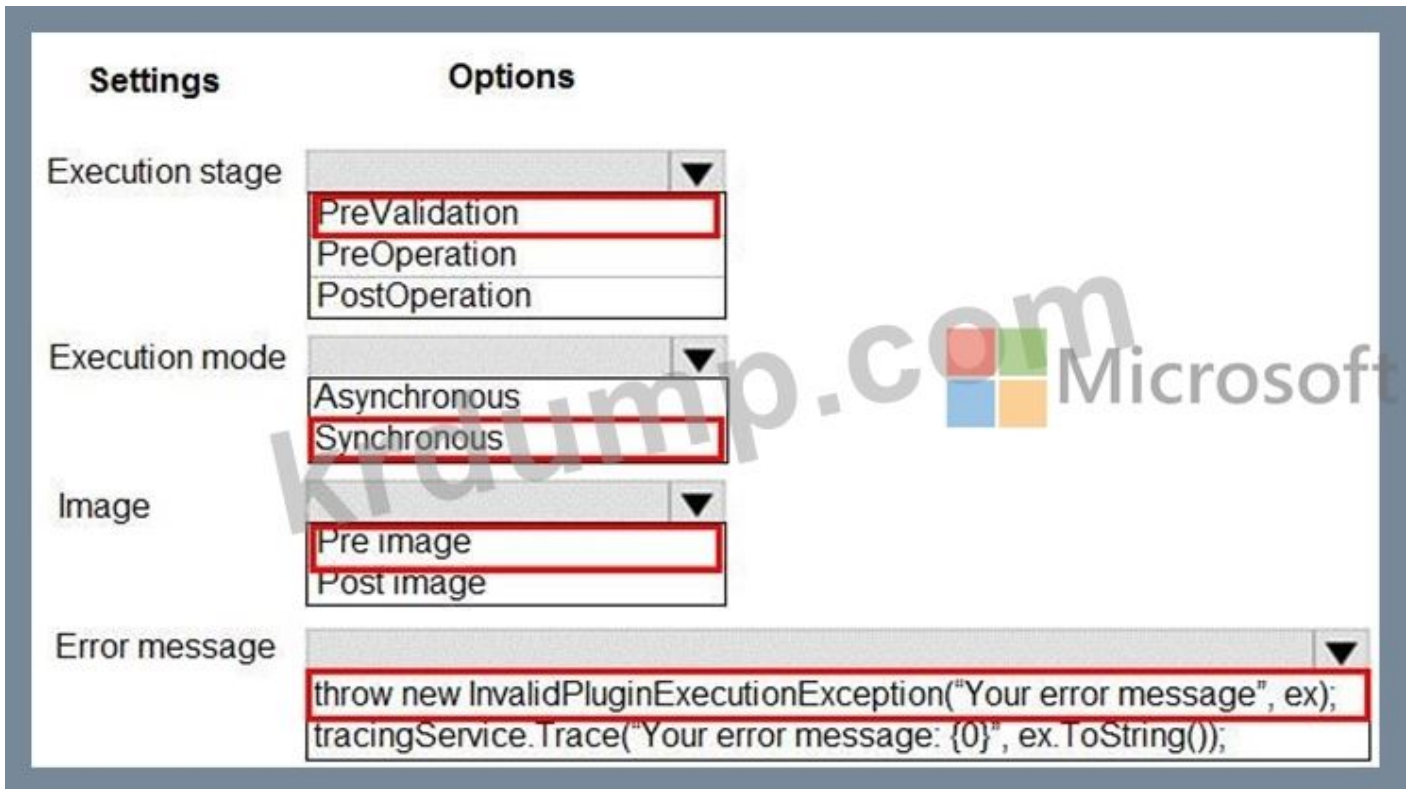 Settings Options
Execution stage
PreValidation
PreOperation
PostOperation
Execution mode
Asynchronous
Synchronous
Image
Pre image
Post image
Error message
throw new InvalidPluginExecutionException("Your error message", ex);
tracingService.Trace("Your error message: {0}", ex.ToString());
krdump.com
Microsoft